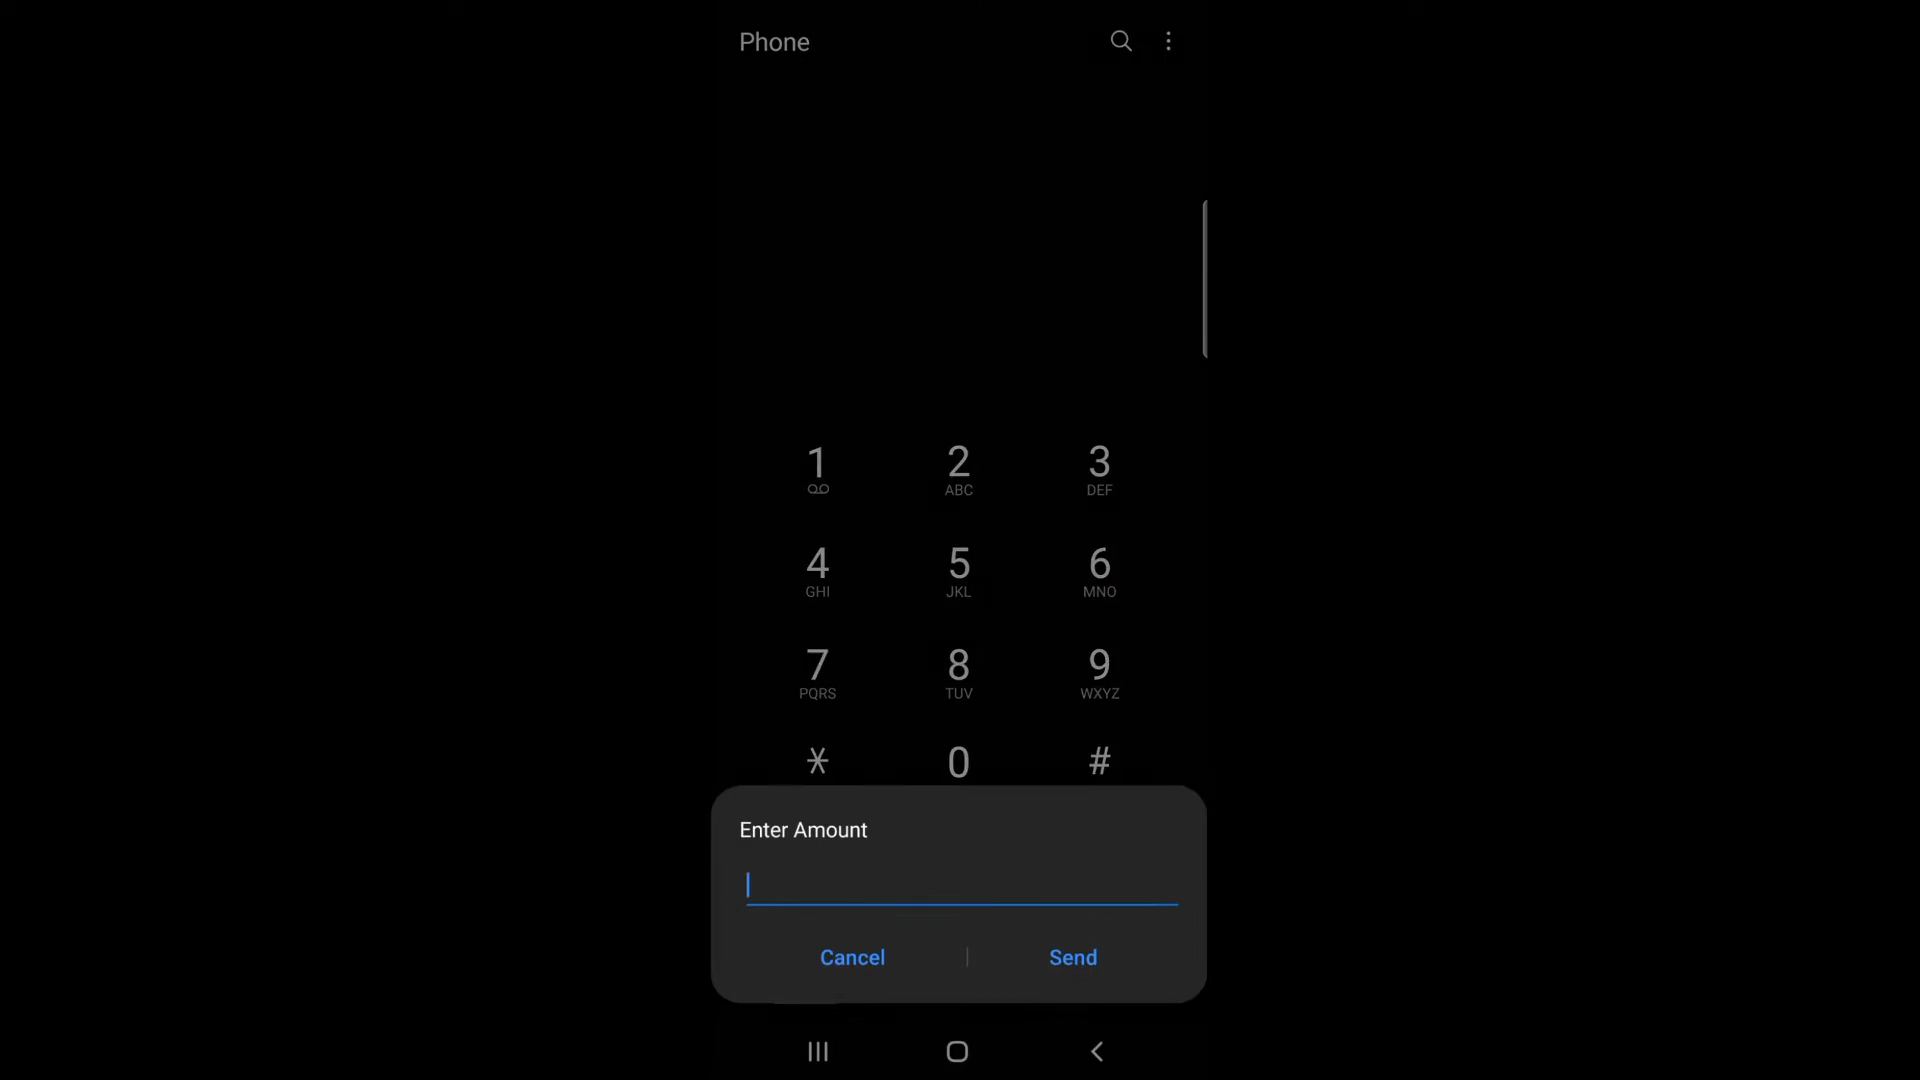 Phone
1 2 3
ABC DEF
4 5 6
GHI JKL MNO
7 8 9
PQRS TUV WXYZ
* 0 #
Enter Amount
Cancel Send